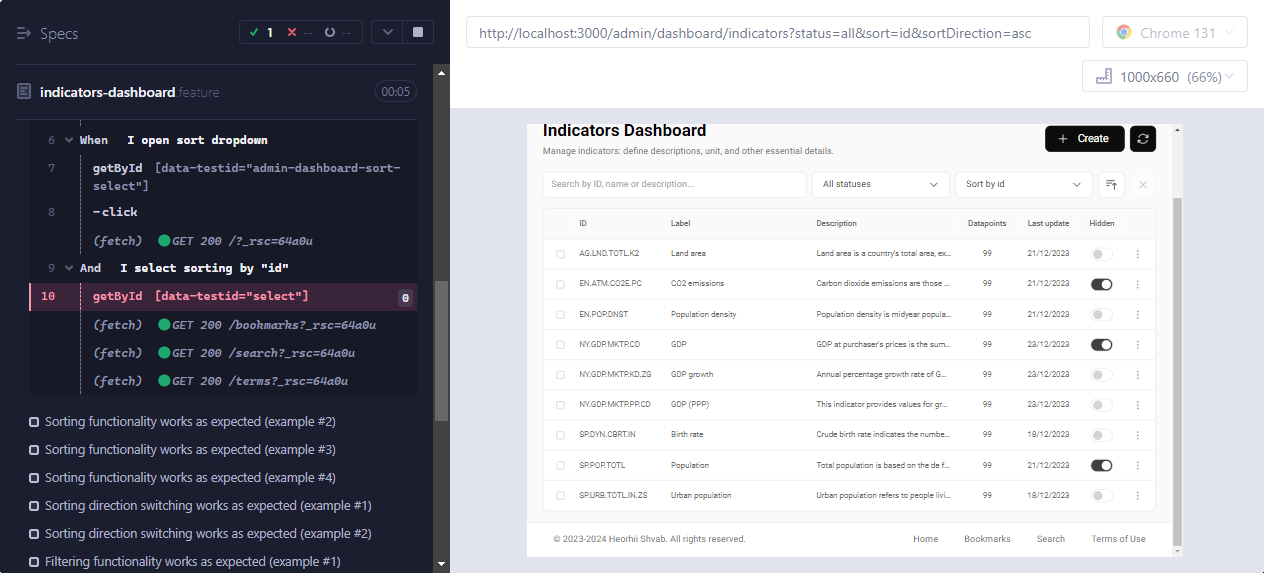 Specs
1
--
--
indicators-dashboard.feature
00:05
6 When I open sort dropdown
7 getById [data-testid="admin-dashboard-sort-
select"]
8 -click
(fetch) GET 200 /?_rsc=64a0u
9 And I select sorting by "id"
10 getById [data-testid="select"] 0
(fetch) GET 200 /bookmarks?_rsc=64a0u
(fetch) GET 200 /search?_rsc=64a0u
(fetch) GET 200 /terms?_rsc=64a0u
Sorting functionality works as expected (example #2)
Sorting functionality works as expected (example #3)
Sorting functionality works as expected (example #4)
Sorting direction switching works as expected (example #1)
Sorting direction switching works as expected (example #2)
Filtering functionality works as expected (example #1)
http://localhost:3000/admin/dashboard/indicators?status=all&sort=id&sortDirection=asc
Chrome 131
1000x660 (66%)
Indicators Dashboard
Manage indicators: define descriptions, unit, and other essential details.
+ Create
Search by ID, name or description...
All statuses
Sort by id
ID Label Description Datapoints Last update Hidden
AG.LND.TOTL.K2 Land area Land area is a country's total area, ex... 99 21/12/2023
EN.ATM.CO2E.PC CO2 emissions Carbon dioxide emissions are those ... 99 21/12/2023
EN.POP.DNST Population density Population density is midyear popula... 99 21/12/2023
NY.GDP.MKTP.CD GDP GDP at purchaser's prices is the sum... 99 23/12/2023
NY.GDP.MKTP.KD.ZG GDP growth Annual percentage growth rate of G... 99 23/12/2023
NY.GDP.MKTP.PP.CD GDP (PPP) This indicator provides values for gr... 99 23/12/2023
SP.DYN.CBRT.IN Birth rate Crude birth rate indicates the numbe... 99 18/12/2023
SP.POP.TOTL Population Total population is based on the de f... 99 21/12/2023
SP.URB.TOTL.IN.ZS Urban population Urban population refers to people livi... 99 18/12/2023
© 2023-2024 Heorhii Shvab. All rights reserved.
Home Bookmarks Search Terms of Use